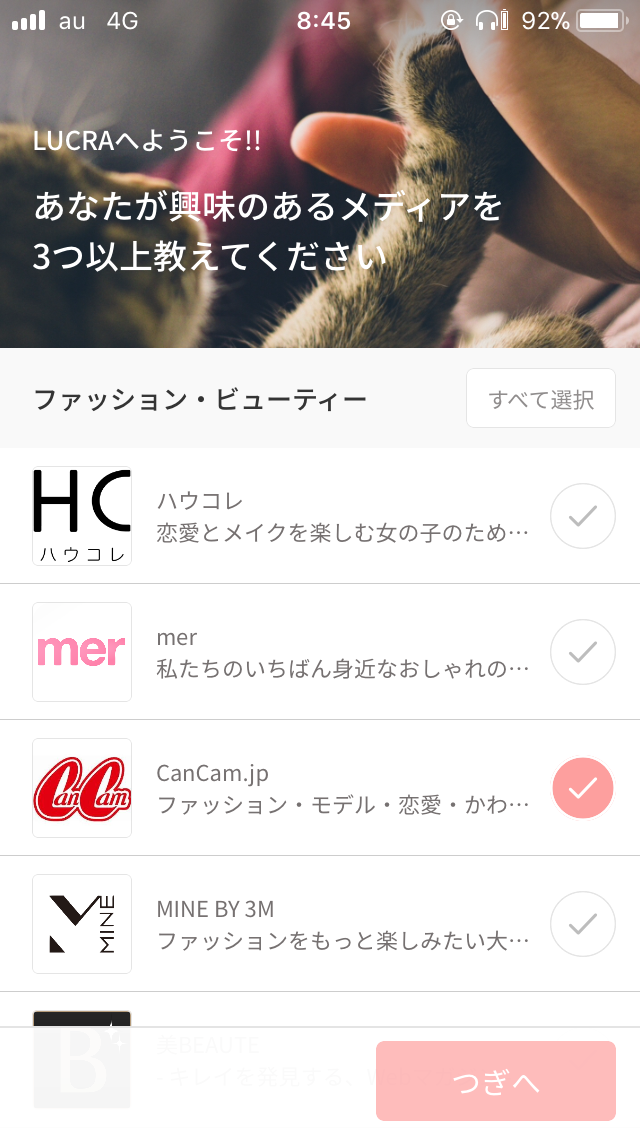 au 4G 8:45 92%
LUCRAへようこそ!!
あなたが興味のあるメディアを
3つ以上教えてください
ファッション・ビューティー
すべて選択
HC
ハウコレ
ハウコレ
恋愛とメイクを楽しむ女の子のため…
mer
mer
私たちのいちばん身近なおしゃれの…
CanCam
CanCam.jp
ファッション・モデル・恋愛・かわ…
MINE
MINE BY 3M
ファッションをもっと楽しみたい大…
B
美BEAUTE
- キレイを発見する、
つぎへ